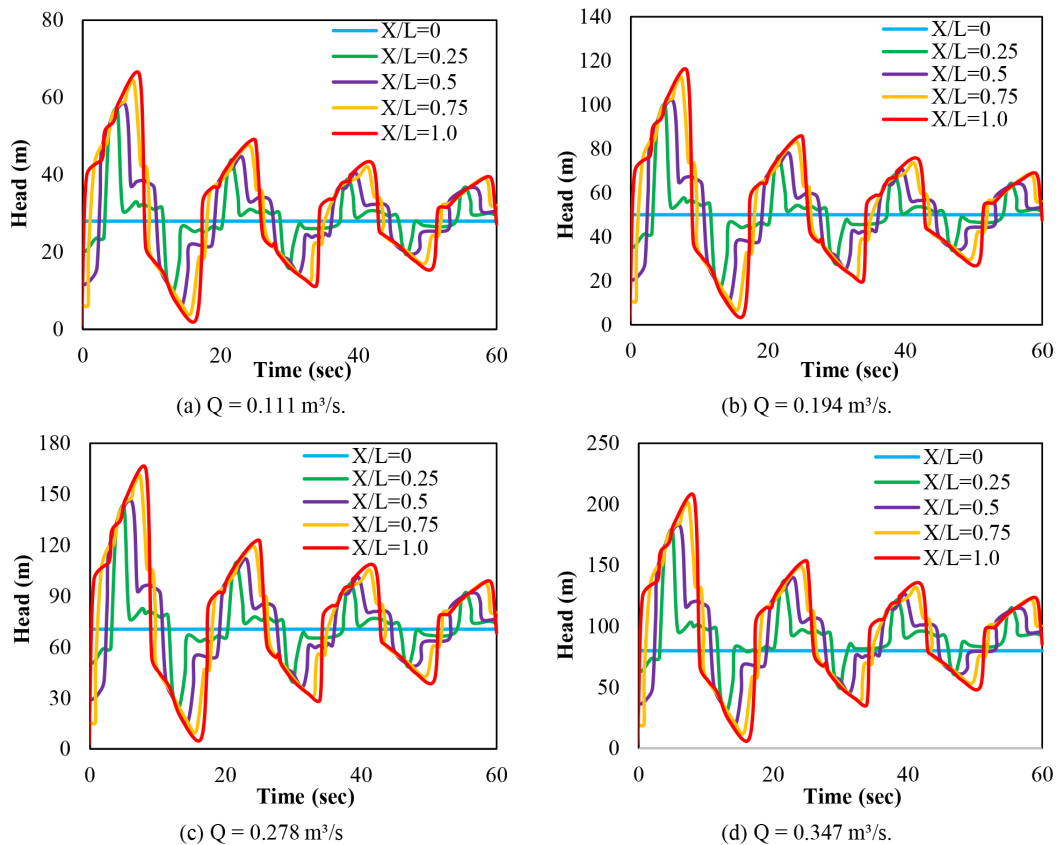 80
60
40
20
0
Head (m)
X/L=0
X/L=0.25
X/L=0.5
X/L=0.75
X/L=1.0
0 20 40 60
Time (sec)
(a) Q = 0.111 m³/s.
140
120
100
80
60
40
20
0
Head (m)
X/L=0
X/L=0.25
X/L=0.5
X/L=0.75
X/L=1.0
0 20 40 60
Time (sec)
(b) Q = 0.194 m³/s.
180
150
120
90
60
30
0
Head (m)
X/L=0
X/L=0.25
X/L=0.5
X/L=0.75
X/L=1.0
0 20 40 60
Time (sec)
(c) Q = 0.278 m³/s
250
200
150
100
50
0
Head (m)
X/L=0
X/L=0.25
X/L=0.5
X/L=0.75
X/L=1.0
0 20 40 60
Time (sec)
(d) Q = 0.347 m³/s.